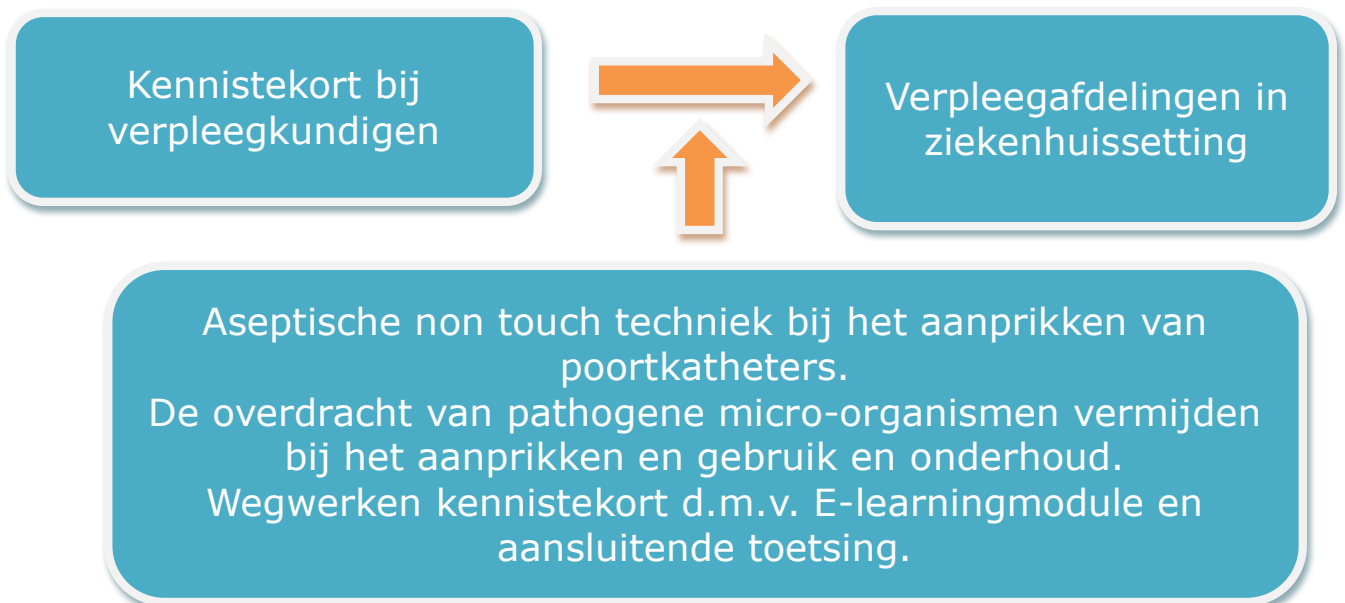 Kennistekort bij
verpleegkundigen
Verpleegafdelingen in
ziekenhuissetting
Aseptische non touch techniek bij het aanprikken van
poortkatheters.
De overdracht van pathogene micro-organismen vermijden
bij het aanprikken en gebruik en onderhoud.
Wegwerken kennistekort d.m.v. E-learningmodule en
aansluitende toetsing.